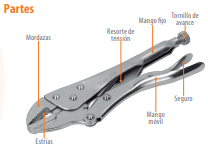 Partes
Tornillo de
avance
Mango fijo
Resorte de
tensión
Mordazas
Seguro
Mango
móvil
Estrías